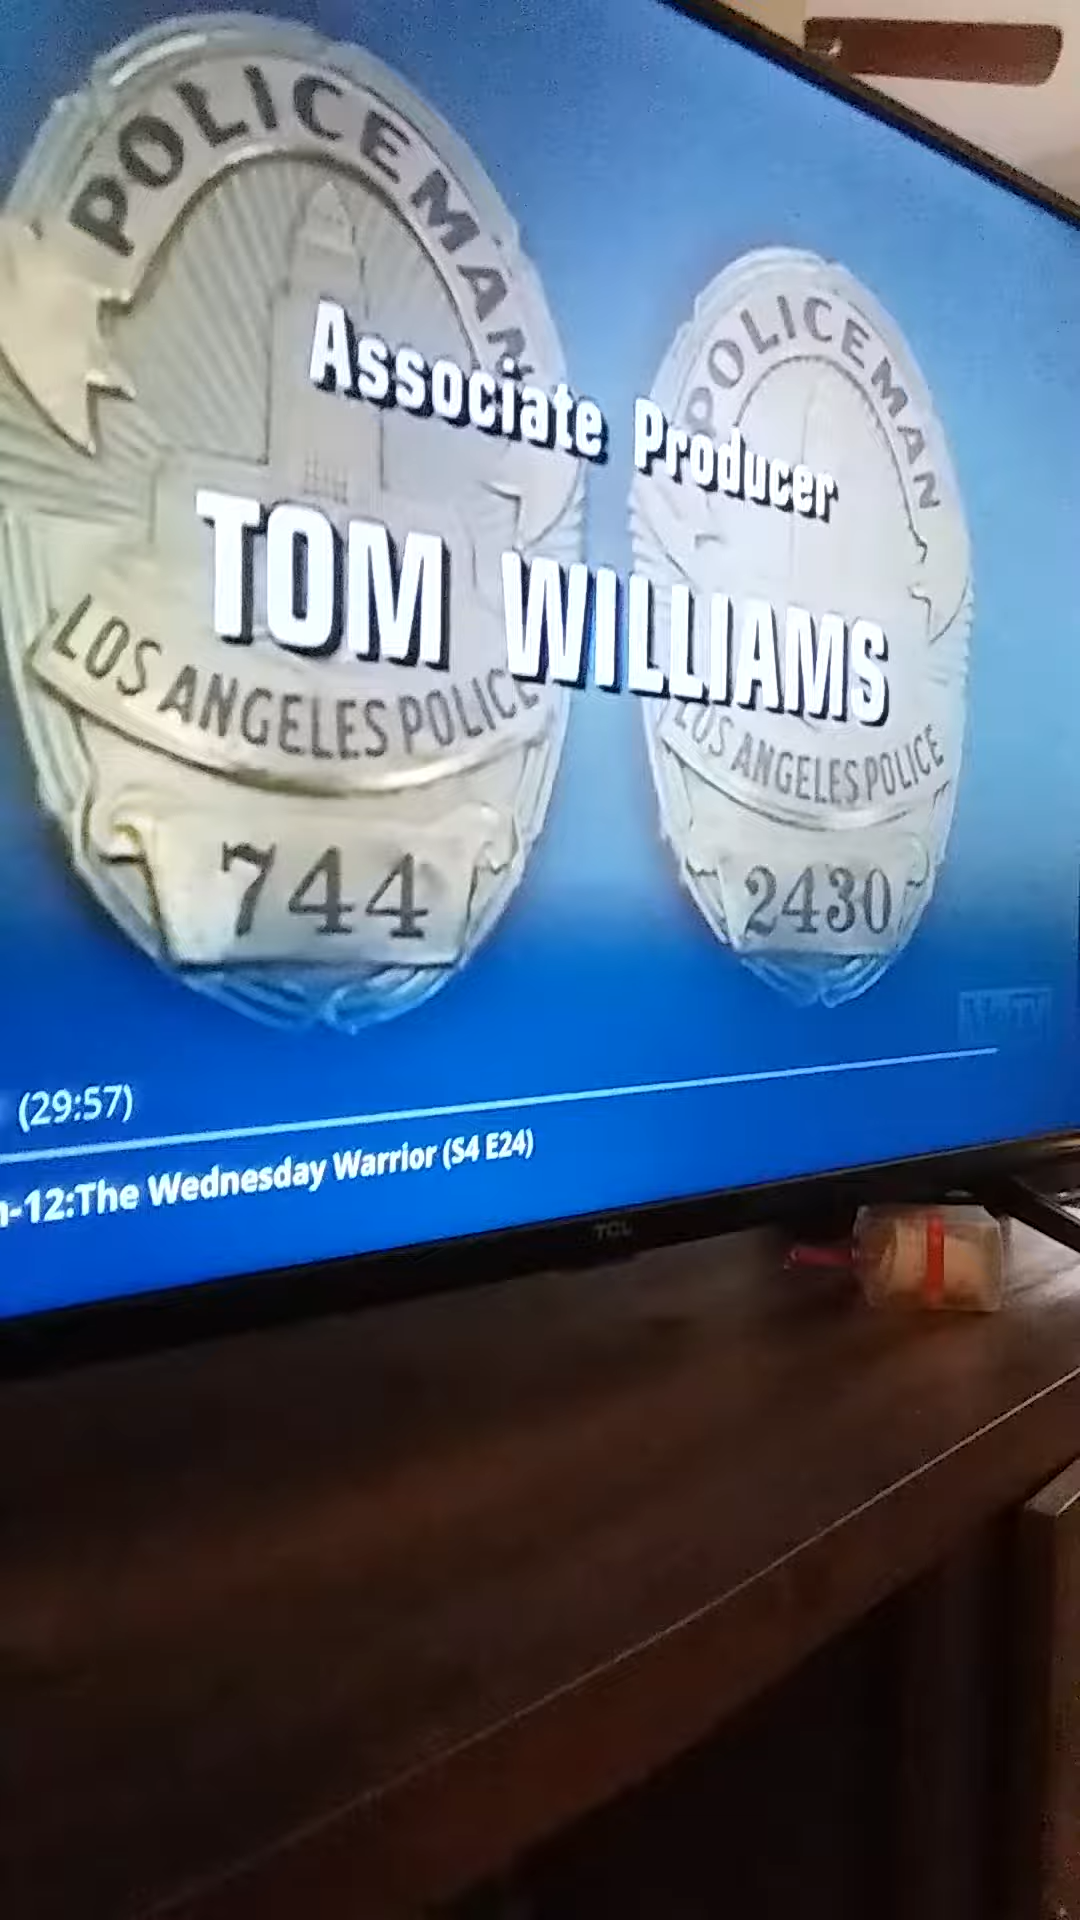 POLICEMAN
POLICEMAN
Associate Producer
TOM WILLIAMS
LOS ANGELES POLICE
LOS ANGELES POLICE
744
2430
(29:57)
-12:The Wednesday Warrior (S4 E24)
TCL